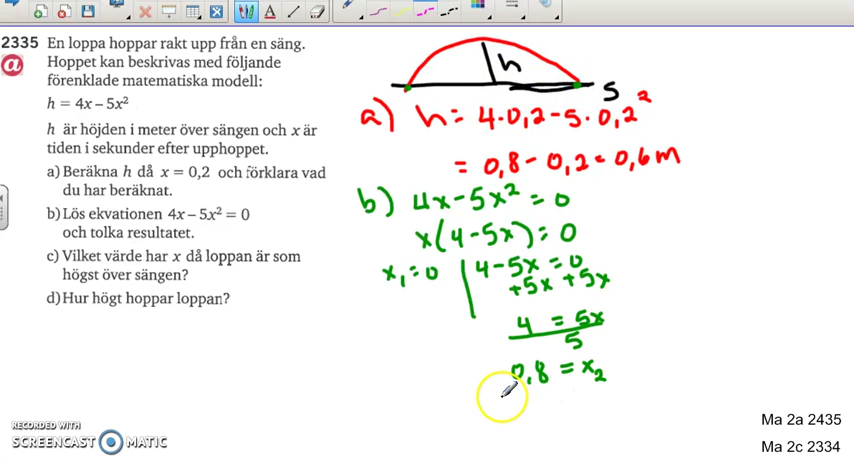 2335 En loppa hoppar rakt upp från en säng.
a Hoppet kan beskrivas med följande
förenklade matematiska modell:
h = 4x – 5x²
h är höjden i meter över sängen och x är
tiden i sekunder efter upphoppet.
a) Beräkna h då x = 0,2 och förklara vad
du har beräknat.
b) Lös ekvationen 4x – 5x² = 0
och tolka resultatet.
c) Vilket värde har x då loppan är som
högst över sängen?
d) Hur högt hoppar loppan?
h
s
a) h = 4·0,2 - 5·0,2²
= 0,8 - 0,2 = 0,6 m
b) 4x - 5x² = 0
x(4 - 5x) = 0
x₁ = 0 | 4 - 5x = 0
+5x +5x
4 = 5x
5
0,8 = x₂
RECORDED WITH
SCREENCAST MATIC
Ma 2a 2435
Ma 2c 2334